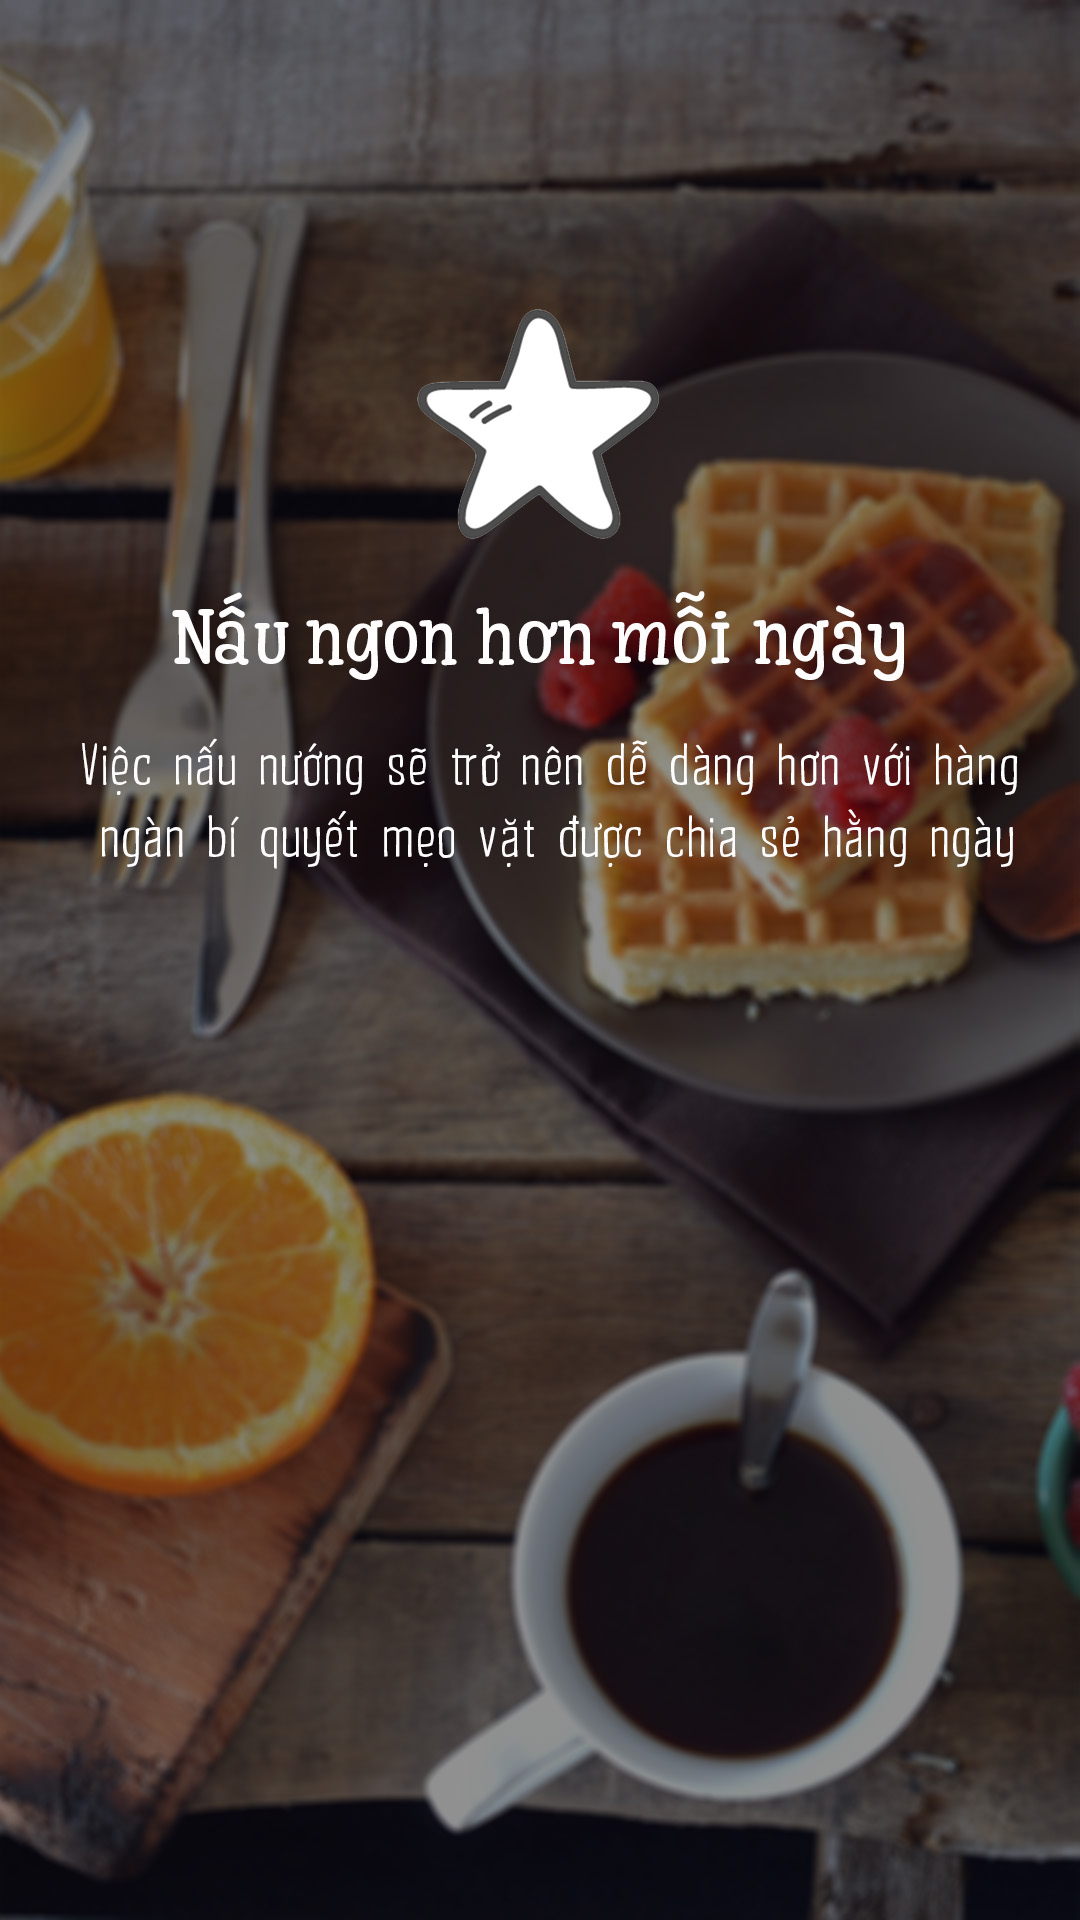 Nấu ngon hơn mỗi ngày
Việc nấu nướng sẽ trở nên dễ dàng hơn với hàng
ngàn bí quyết mẹo vặt được chia sẻ hằng ngày